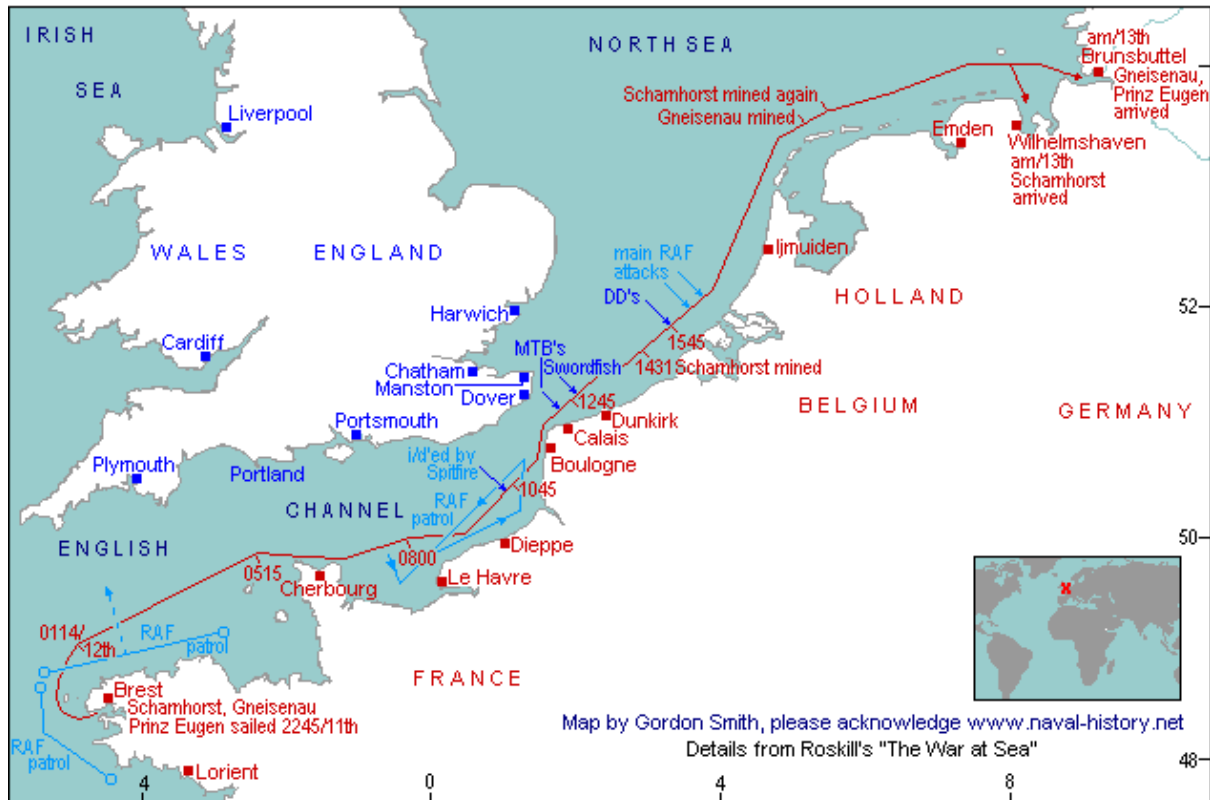 IRISH
SEA
NORTH SEA
am/13th
Brunsbuttel
Gneisenau,
Prinz Eugen
arrived
Liverpool
Scharnhorst mined again
Gneisenau mined
Emden
Wilhelmshaven
am/13th
Scharnhorst
arrived
WALES
ENGLAND
main RAF
attacks
Ijmuiden
DD's
HOLLAND
52
Harwich
Cardiff
1545
MTB's
Swordfish
1431 Scharnhorst mined
Chatham
Manston
Dover
1245
Dunkirk
BELGIUM
GERMANY
Portsmouth
Calais
Boulogne
i/d'ed by
Spitfire
Plymouth
Portland
1045
RAF
patrol
CHANNEL
ENGLISH
Dieppe
50
0800
0515
Cherbourg
Le Havre
0114/
12th
RAF
patrol
FRANCE
Brest
Scharnhorst, Gneisenau
Prinz Eugen sailed 2245/11th
Map by Gordon Smith, please acknowledge www.naval-history.net
Details from Roskill's "The War at Sea"
RAF
patrol
Lorient
48
4
0
4
8